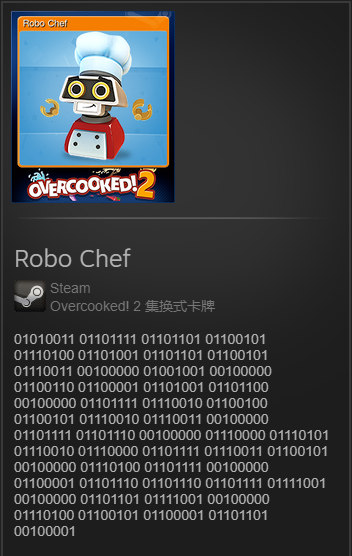 Robo Chef
OVERCOOKED! 2
Robo Chef
Steam
Overcooked! 2 集换式卡牌
01010011 01101111 01101101 01100101
01110100 01101001 01101101 01100101
01110011 00100000 01001001 00100000
01100110 01100001 01101001 01101100
00100000 01101111 01110010 01100100
01100101 01110010 01110011 00100000
01101111 01101110 00100000 01110000 01110101
01110010 01110000 01101111 01110011 01100101
00100000 01110100 01101111 00100000
01100001 01101110 01101110 01101111 01111001
00100000 01101101 01111001 00100000
01110100 01100101 01100001 01101101
00100001